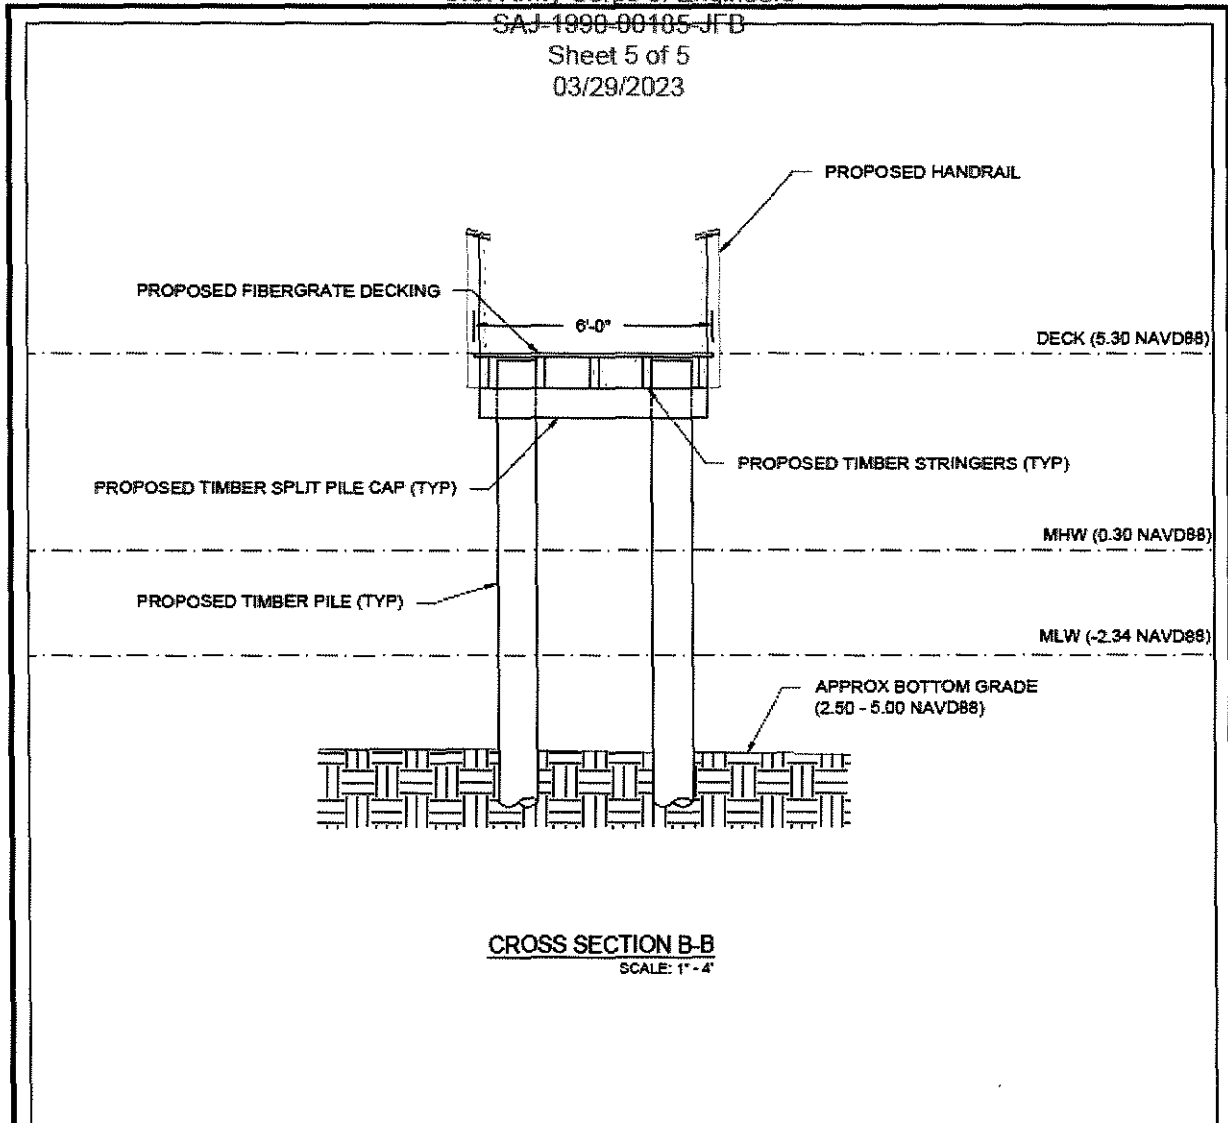 SAJ-1990-00185-JFB
Sheet 5 of 5
03/29/2023
PROPOSED HANDRAIL
PROPOSED FIBERGRATE DECKING
6'-0"
DECK (5.30 NAVD88)
PROPOSED TIMBER STRINGERS (TYP)
PROPOSED TIMBER SPLIT PILE CAP (TYP)
MHW (0.30 NAVD88)
PROPOSED TIMBER PILE (TYP)
MLW (-2.34 NAVD88)
APPROX BOTTOM GRADE
(2.50 - 5.00 NAVD88)
CROSS SECTION B-B
SCALE: 1" - 4'